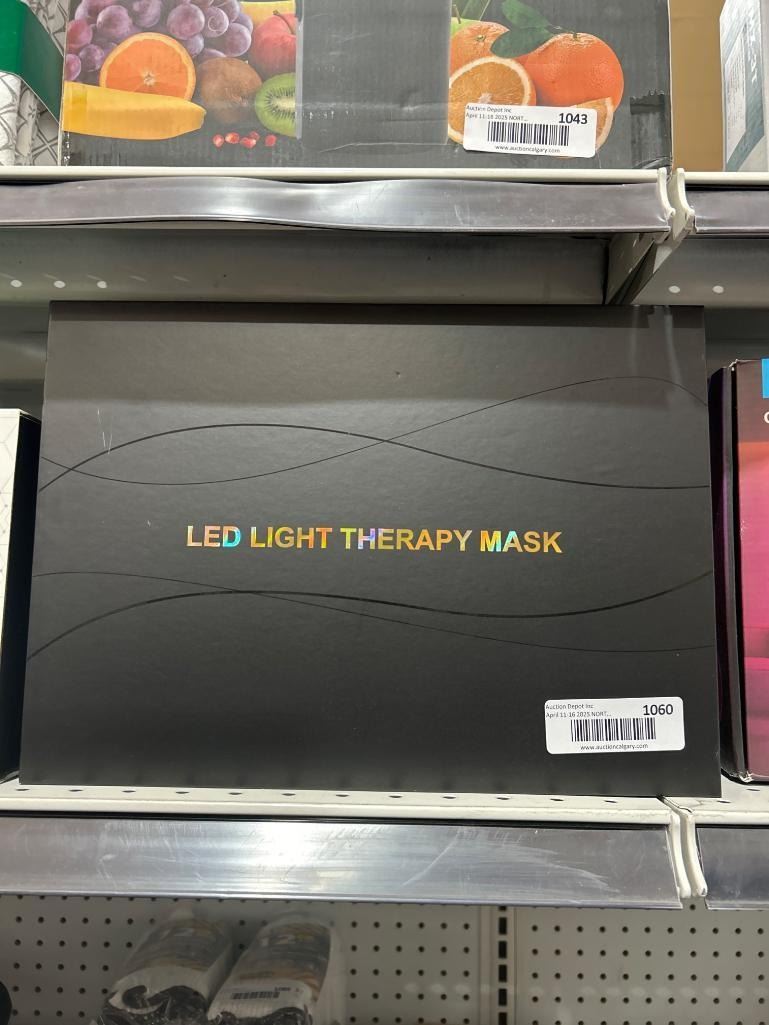 Auction Depot Inc
April 11-16 2025 NORT...
1043
www.auctioncalgary.com
LED LIGHT THERAPY MASK
Auction Depot Inc
April 11-16 2025 NORT...
1060
www.auctioncalgary.com